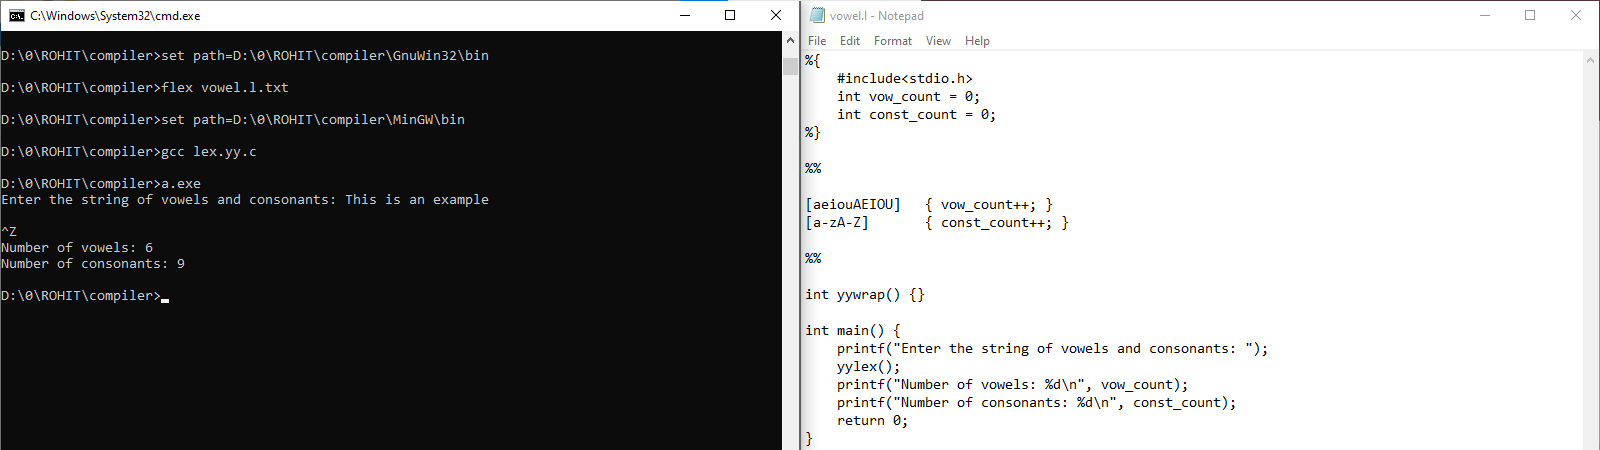 C:\Windows\System32\cmd.exe
D:\0\ROHIT\compiler>set path=D:\0\ROHIT\compiler\GnuWin32\bin
D:\0\ROHIT\compiler>flex vowel.l.txt
D:\0\ROHIT\compiler>set path=D:\0\ROHIT\compiler\MinGW\bin
D:\0\ROHIT\compiler>gcc lex.yy.c
D:\0\ROHIT\compiler>a.exe
Enter the string of vowels and consonants: This is an example
^Z
Number of vowels: 6
Number of consonants: 9
D:\0\ROHIT\compiler>
vowel.l - Notepad
File Edit Format View Help
%{
    #include<stdio.h>
    int vow_count = 0;
    int const_count = 0;
%}
%%
[aeiouAEIOU]   { vow_count++; }
[a-zA-Z]       { const_count++; }
%%
int yywrap() {}
int main() {
    printf("Enter the string of vowels and consonants: ");
    yylex();
    printf("Number of vowels: %d\n", vow_count);
    printf("Number of consonants: %d\n", const_count);
    return 0;
}